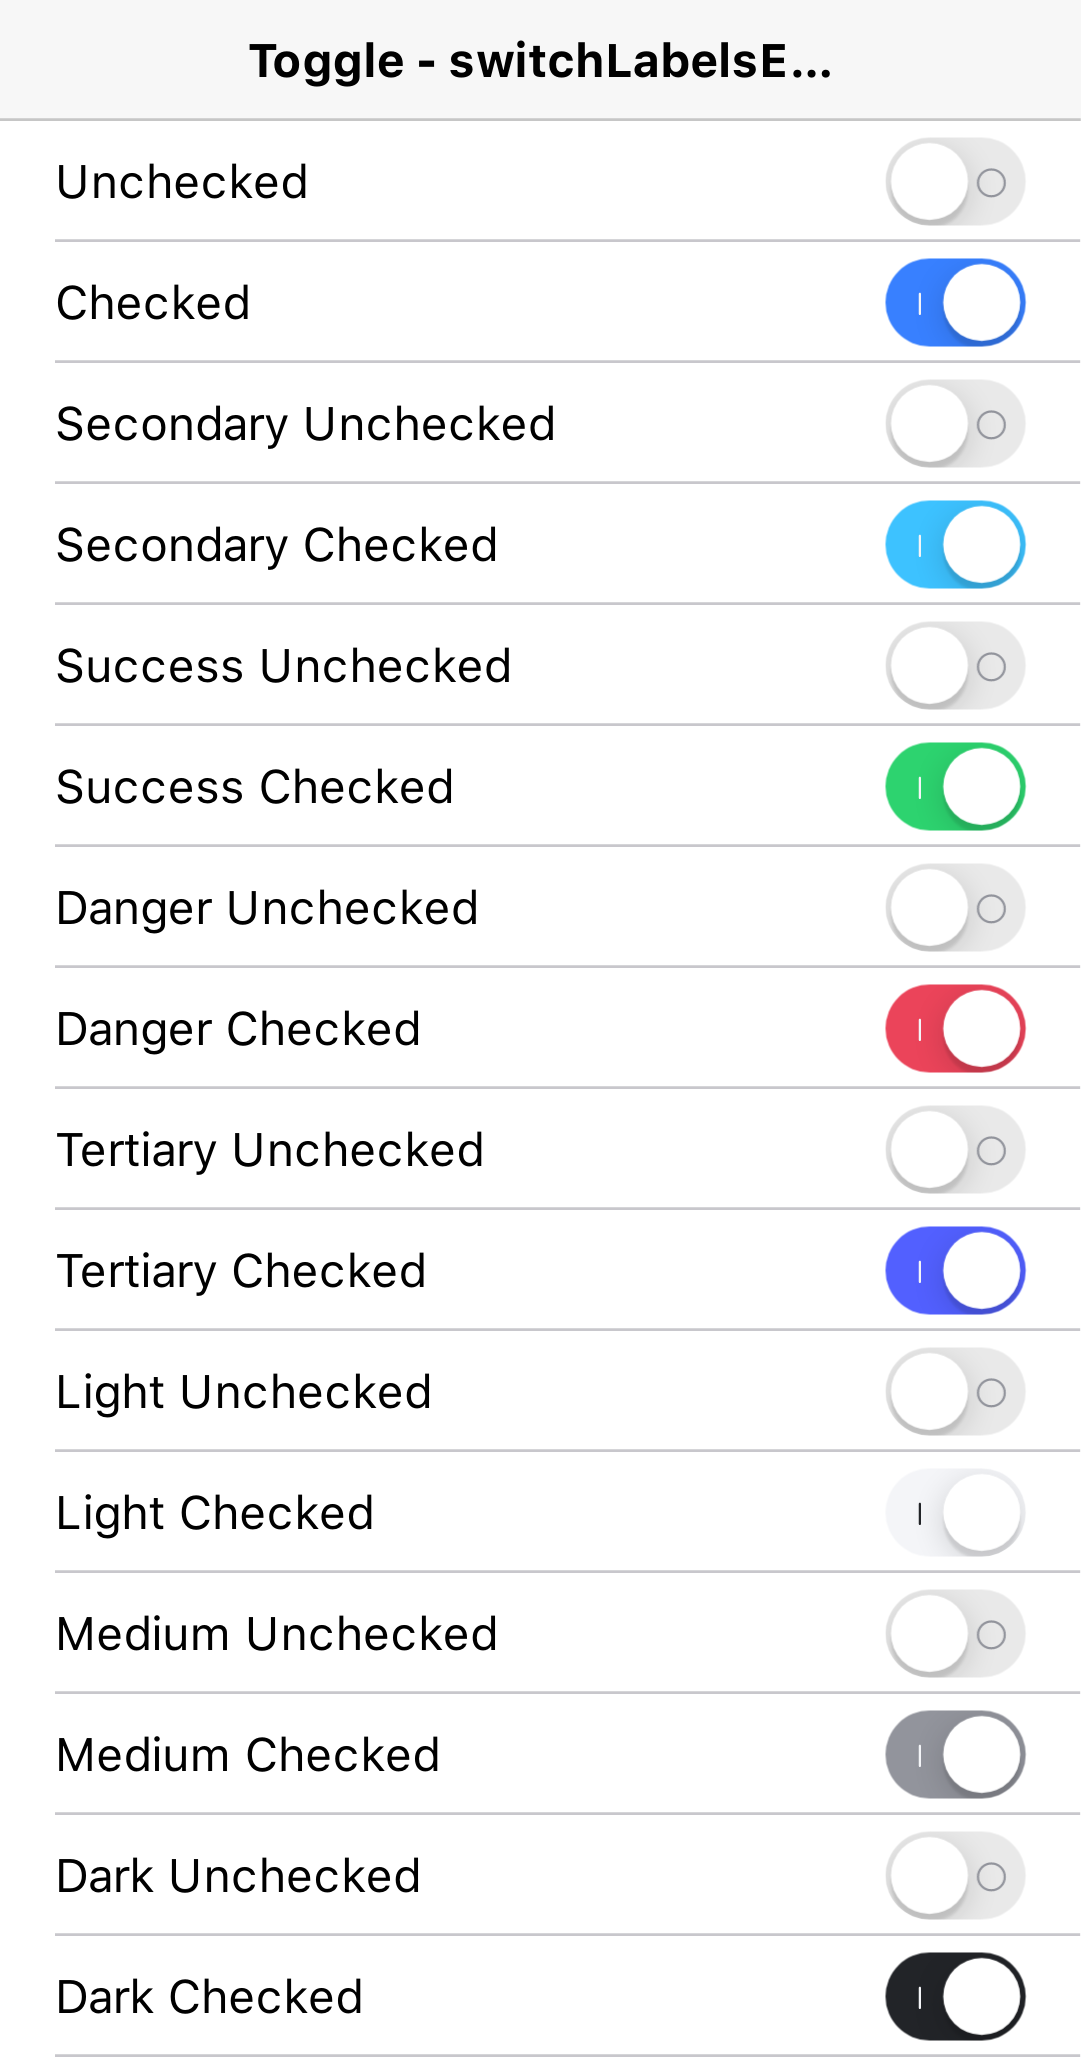 Toggle - switchLabelsE...
Unchecked
Checked
Secondary Unchecked
Secondary Checked
Success Unchecked
Success Checked
Danger Unchecked
Danger Checked
Tertiary Unchecked
Tertiary Checked
Light Unchecked
Light Checked
Medium Unchecked
Medium Checked
Dark Unchecked
Dark Checked